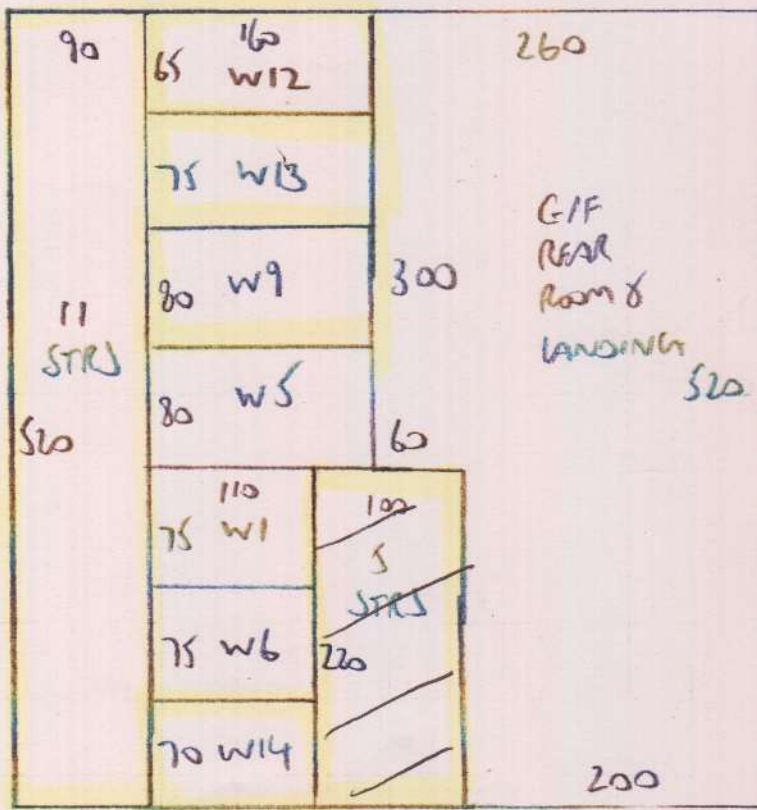 90
160
260
65 W12
75 W13
80 W9
300
G/F
REAR
ROOM &
LANDING
520
11
STRS
520
80 W5
60
110
75 W1
100
5
STRS
75 W6
220
70 W14
200